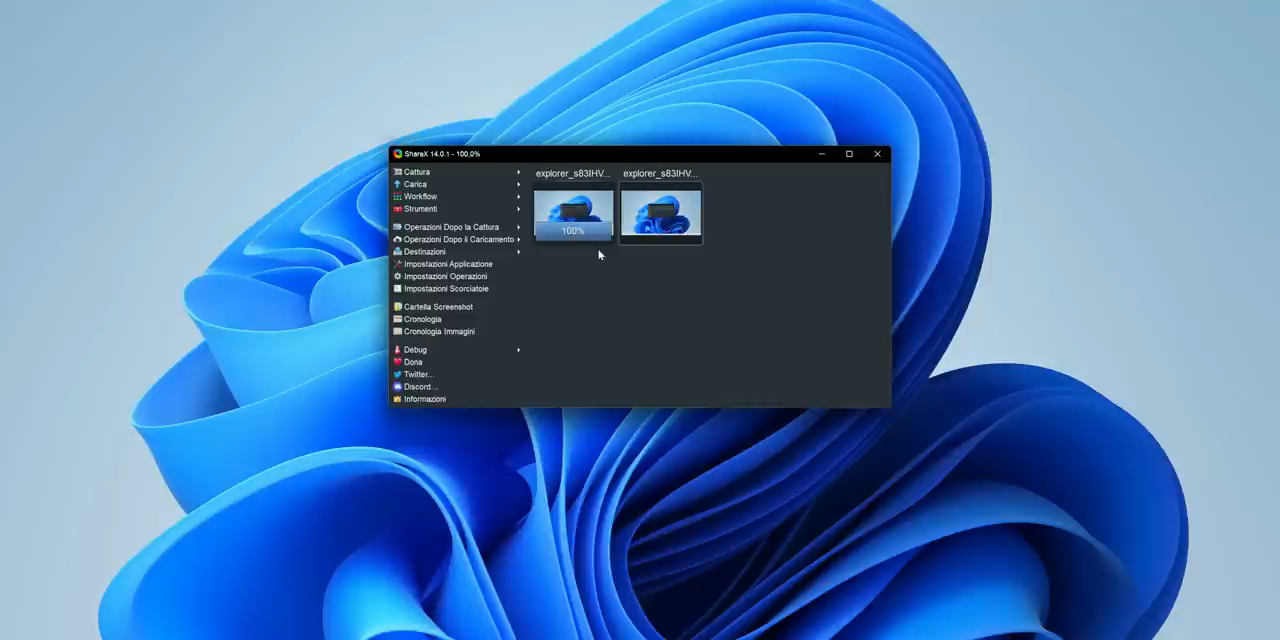 ShareX 14.0.1 - 100,0%
Cattura
Carica
Workflow
Strumenti
Operazioni Dopo la Cattura
Operazioni Dopo il Caricamento
Destinazioni
Impostazioni Applicazione
Impostazioni Operazioni
Impostazioni Scorciatoie
Cartella Screenshot
Cronologia
Cronologia Immagini
Debug
Dona
Twitter...
Discord...
Informazioni
explorer_s83IHV... explorer_s83IHV...
100%